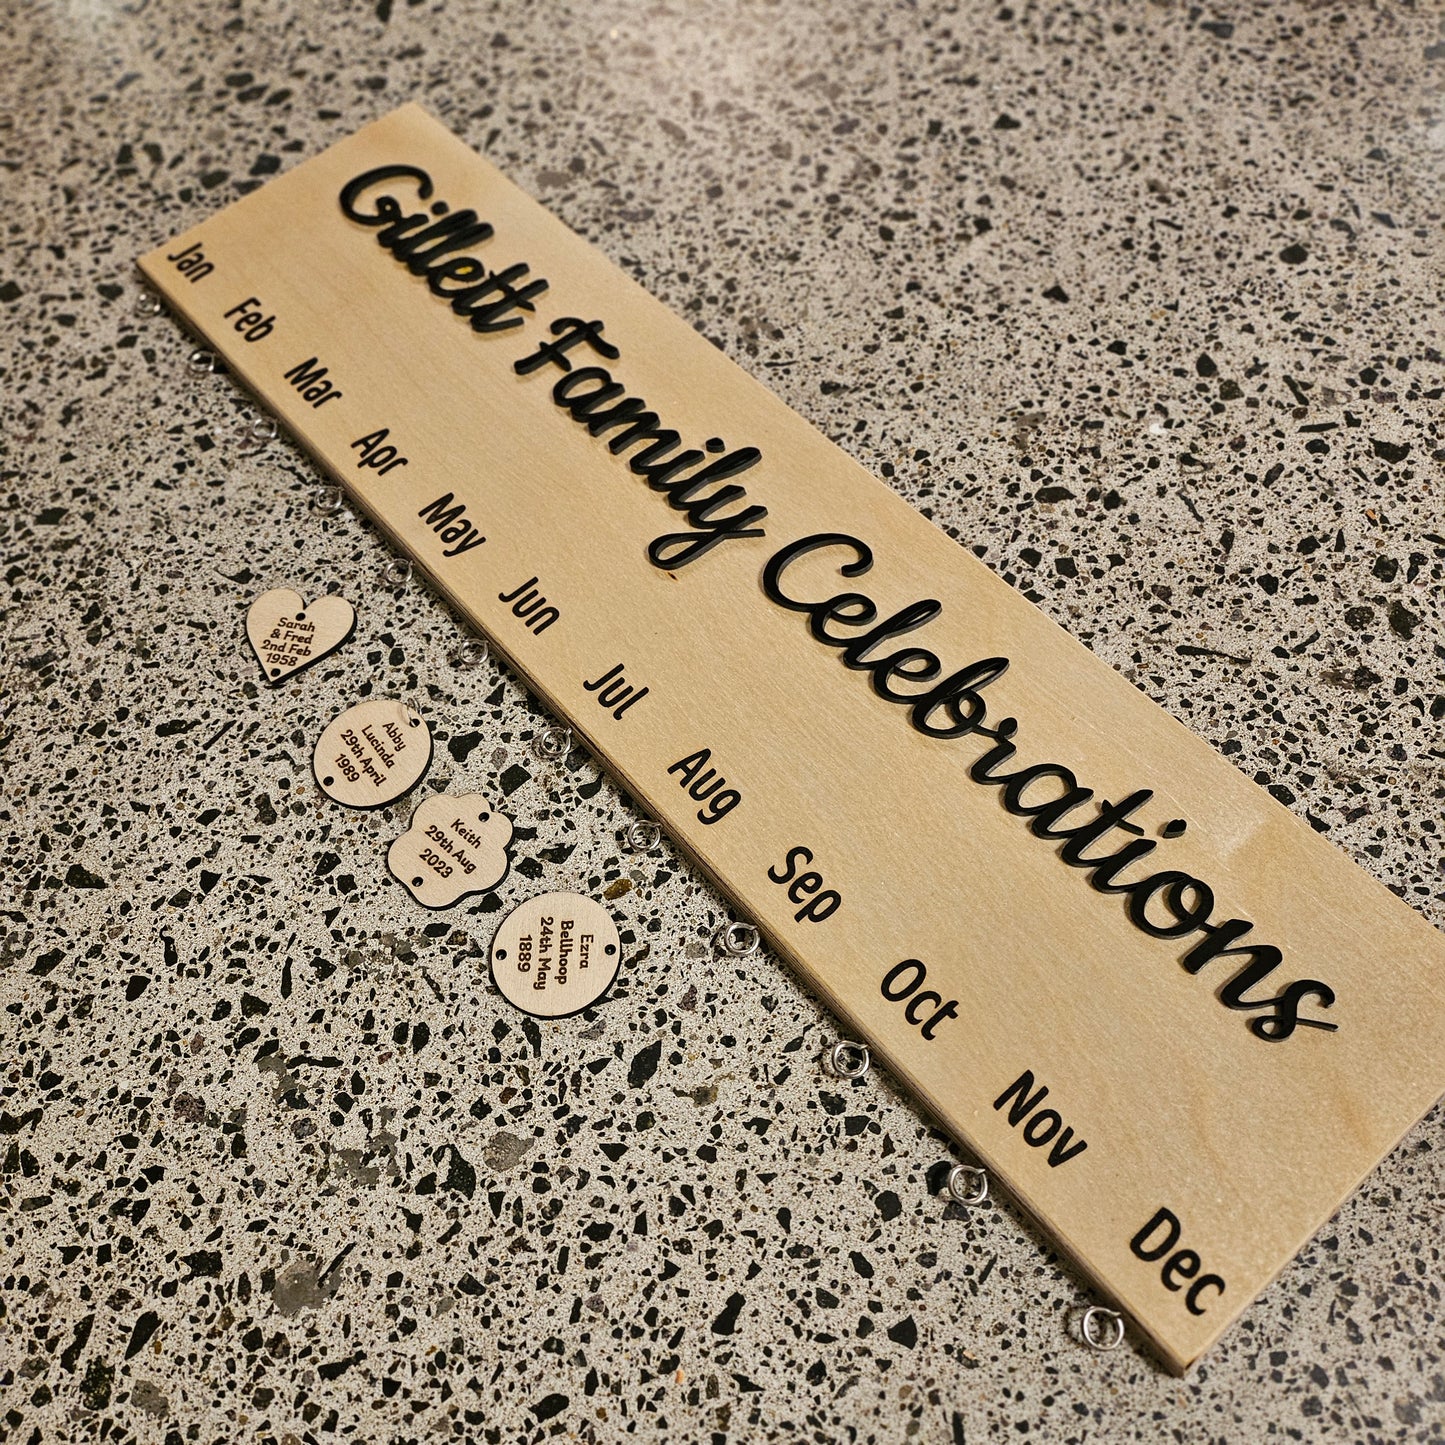 Gillett Family Celebrations
Jan Feb Mar Apr May Jun Jul Aug Sep Oct Nov Dec
Sarah
& Fred
2nd Feb
1958
Abby
Lucinda
29th April
1989
Keith
29th Aug
2023
Ezra
Bellhoop
24th May
1889